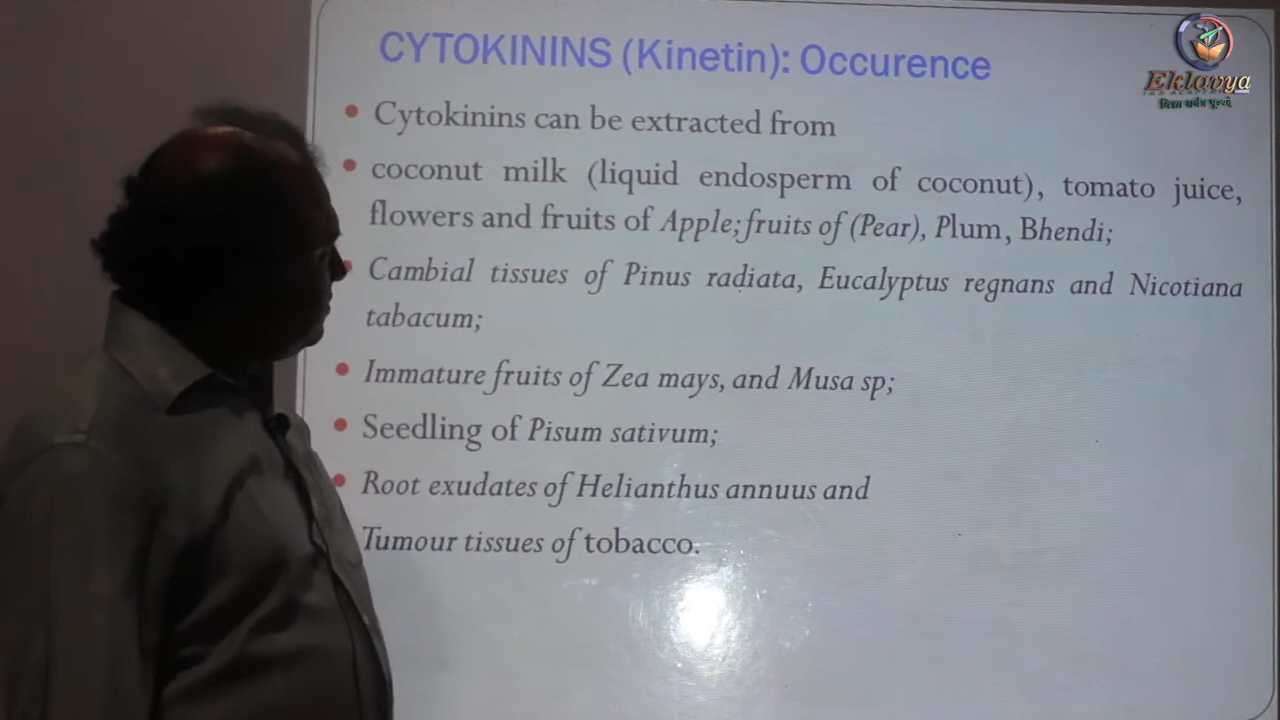 CYTOKININS (Kinetin): Occurence
Eklavya
• Cytokinins can be extracted from
• coconut milk (liquid endosperm of coconut), tomato juice,
flowers and fruits of Apple; fruits of (Pear), Plum, Bhendi;
• Cambial tissues of Pinus radiata, Eucalyptus regnans and Nicotiana
tabacum;
• Immature fruits of Zea mays, and Musa sp;
• Seedling of Pisum sativum;
• Root exudates of Helianthus annuus and
Tumour tissues of tobacco.